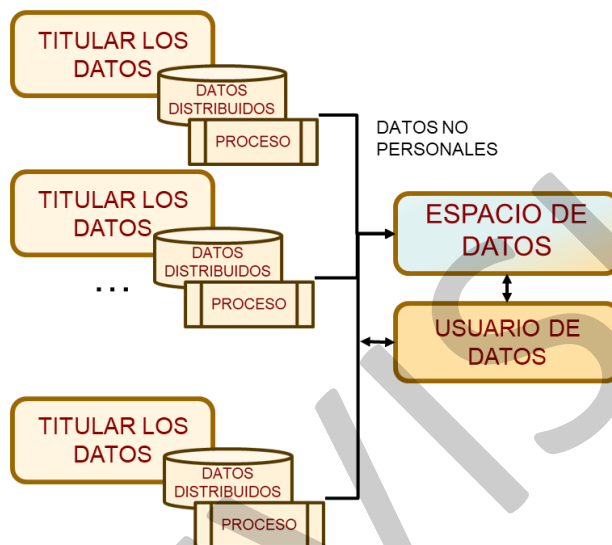 TITULAR LOS
DATOS
DATOS
DISTRIBUIDOS
PROCESO
DATOS NO
PERSONALES
TITULAR LOS
DATOS
DATOS
DISTRIBUIDOS
PROCESO
...
ESPACIO DE
DATOS
USUARIO DE
DATOS
TITULAR LOS
DATOS
DATOS
DISTRIBUIDOS
PROCESO